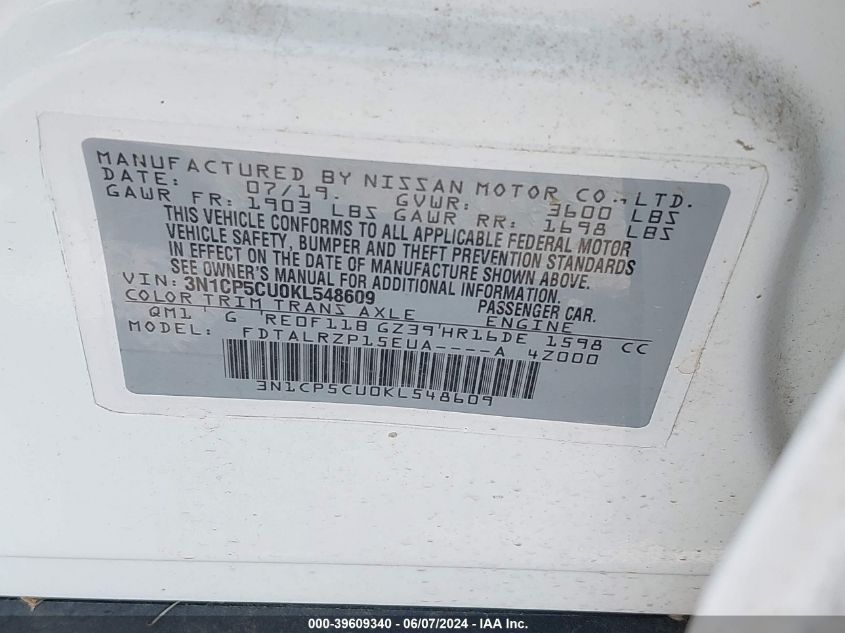 MANUFACTURED BY NISSAN MOTOR CO.,LTD.
DATE: 07/19. GVWR: 3600 LBS
GAWR FR: 1903 LBS GAWR RR: 1698 LBS
THIS VEHICLE CONFORMS TO ALL APPLICABLE FEDERAL MOTOR
VEHICLE SAFETY, BUMPER AND THEFT PREVENTION STANDARDS
IN EFFECT ON THE DATE OF MANUFACTURE SHOWN ABOVE.
SEE OWNER'S MANUAL FOR ADDITIONAL INFORMATION.
VIN: 3N1CP5CU0KL548609 PASSENGER CAR.
COLOR TRIM TRANS AXLE ENGINE
QM1 G 'RE0F11B GZ39'HR16DE 1598 CC
MODEL: FDTALRZP15EUA----A 4Z000
3N1CP5CU0KL548609
000-39609340 - 06/07/2024 - IAA Inc.